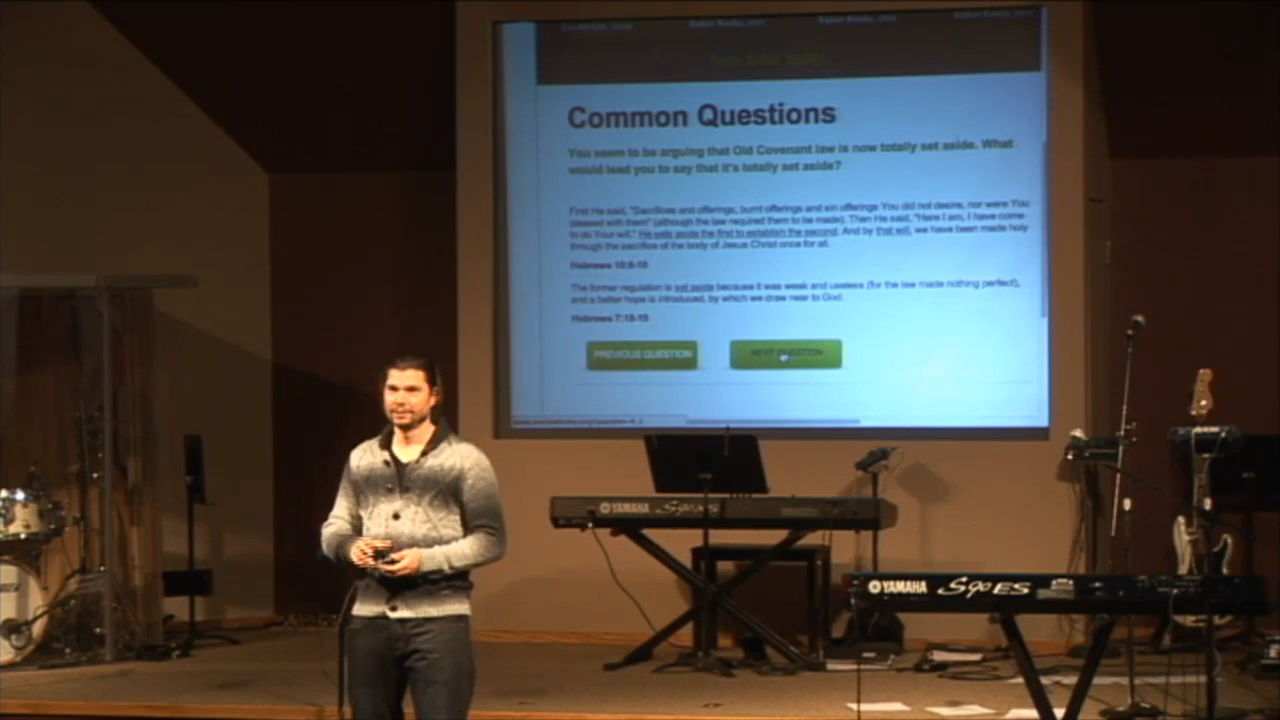 Common Questions
You seem to be arguing that Old Covenant law is now totally set aside. What
would lead you to say that it's totally set aside?
First He said, "Sacrifices and offerings, burnt offerings and sin offerings You did not desire, nor were You
pleased with them" (although the law required them to be made). Then He said, "Here I am, I have come
to do Your will." He sets aside the first to establish the second. And by that will, we have been made holy
through the sacrifice of the body of Jesus Christ once for all.
Hebrews 10:8-10
The former regulation is set aside because it was weak and useless (for the law made nothing perfect),
and a better hope is introduced, by which we draw near to God.
Hebrews 7:18-19
PREVIOUS QUESTION
NEXT QUESTION
YAMAHA S90 ES
YAMAHA S90 ES